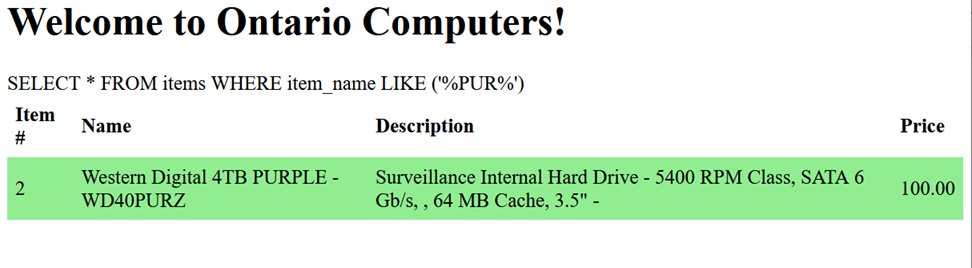 Welcome to Ontario Computers!
SELECT * FROM items WHERE item_name LIKE ('%PUR%')
Item # Name Description Price
2 Western Digital 4TB PURPLE - WD40PURZ Surveillance Internal Hard Drive - 5400 RPM Class, SATA 6 Gb/s, , 64 MB Cache, 3.5" - 100.00